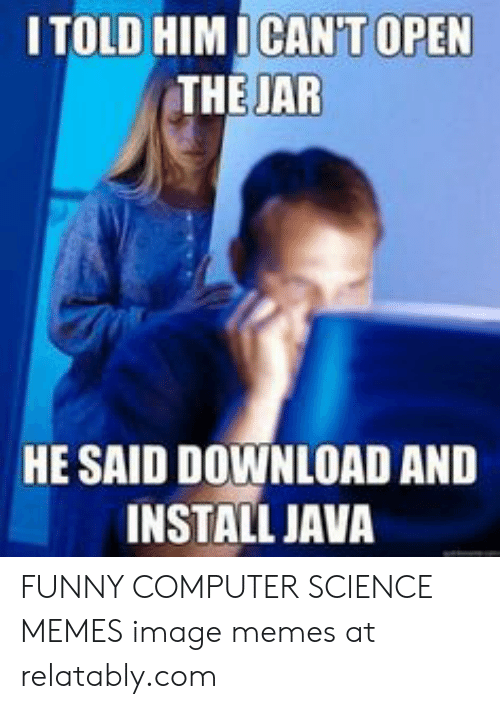 I TOLD HIM I CAN'T OPEN
THE JAR
HE SAID DOWNLOAD AND
INSTALL JAVA
FUNNY COMPUTER SCIENCE
MEMES image memes at
relatably.com